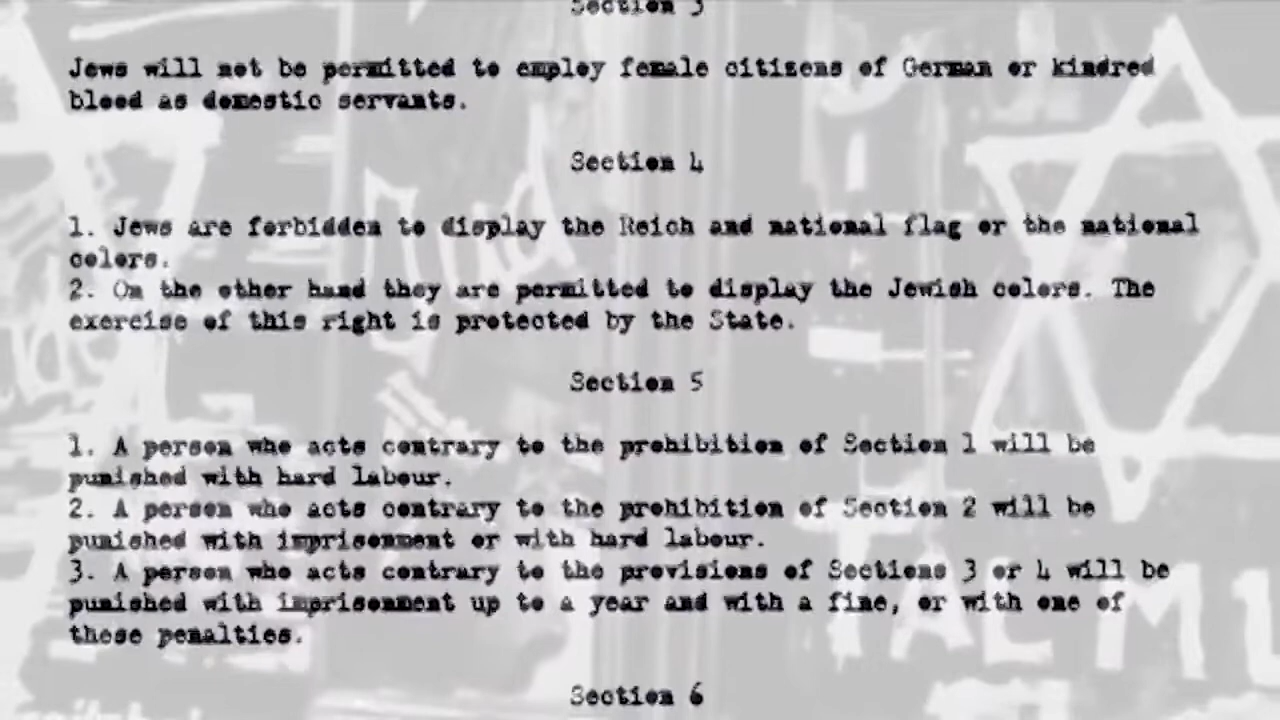 Section 3
Jews will not be permitted to employ female citizens of German or kindred
blood as domestic servants.
Section 4
1. Jews are forbidden to display the Reich and national flag or the national
colors.
2. On the other hand they are permitted to display the Jewish colors. The
exercise of this right is protected by the State.
Section 5
1. A person who acts contrary to the prohibition of Section 1 will be
punished with hard labour.
2. A person who acts contrary to the prohibition of Section 2 will be
punished with imprisonment or with hard labour.
3. A person who acts contrary to the provisions of Sections 3 or 4 will be
punished with imprisonment up to a year and with a fine, or with one of
these penalties.
Section 6